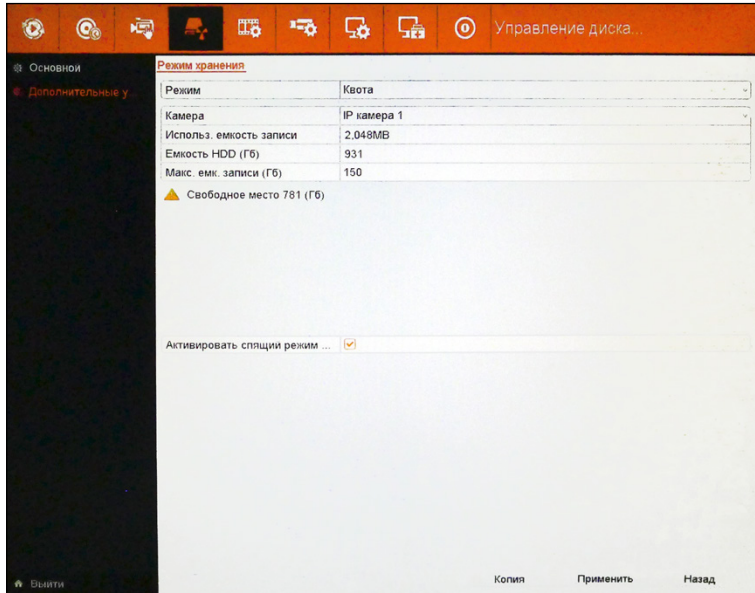 Управление диска...
Основной
Дополнительные у...
Режим хранения
Режим Квота
Камера IP камера 1
Использ. емкость записи 2,048MB
Емкость HDD (Гб) 931
Макс. емк. записи (Гб) 150
Свободное место 781 (Гб)
Активировать спящий режим ...
Выйти
Копия Применить Назад